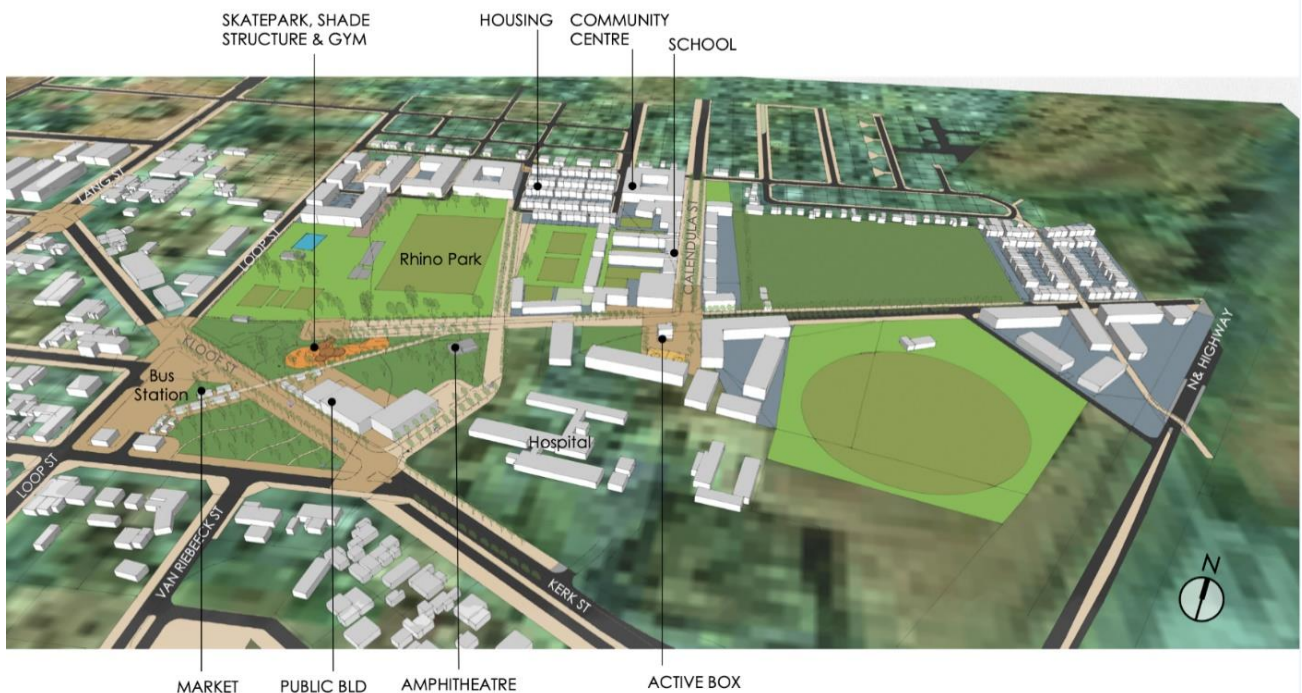 SKATEPARK, SHADE
STRUCTURE & GYM
HOUSING
COMMUNITY
CENTRE
SCHOOL
LANG ST
LOOP ST
Rhino Park
CALENDULA ST
KLOOF ST
Bus
Station
N& HIGHWAY
Hospital
LOOP ST
VAN RIEBEECK ST
KERK ST
N
MARKET
PUBLIC BLD
AMPHITHEATRE
ACTIVE BOX